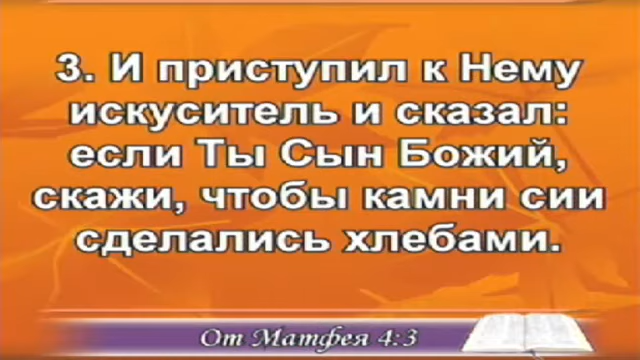 3. И приступил к Нему
искуситель и сказал:
если Ты Сын Божий,
скажи, чтобы камни сии
сделались хлебами.
От Матфея 4:3